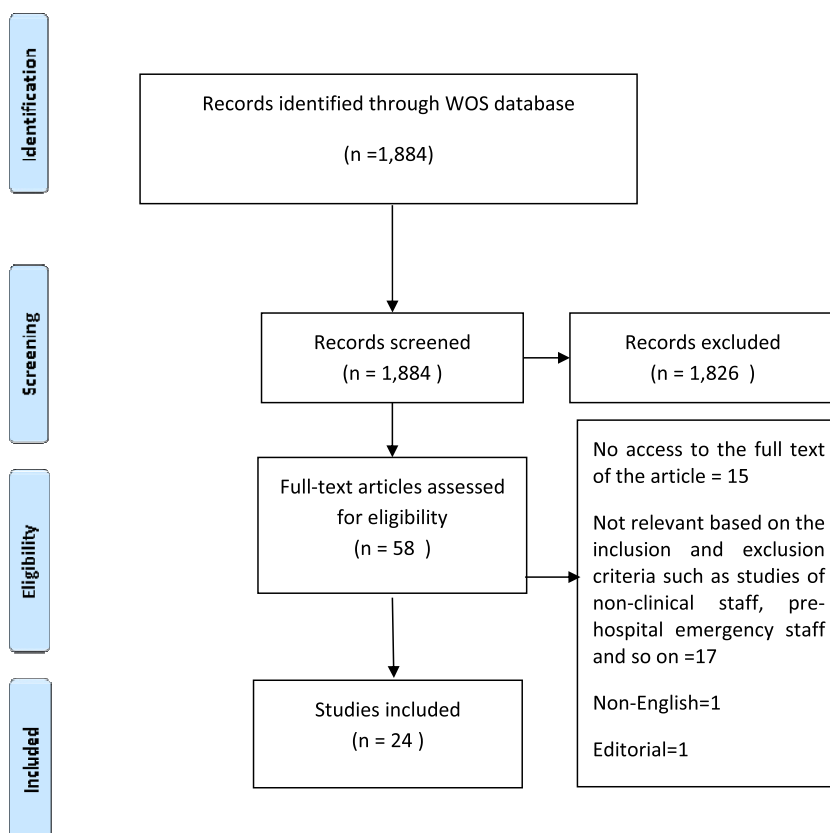 Identification
Records identified through WOS database
(n =1,884)
Screening
Records screened
(n = 1,884 )
Records excluded
(n = 1,826 )
Eligibility
Full-text articles assessed
for eligibility
(n = 58 )
No access to the full text
of the article = 15
Not relevant based on the
inclusion and exclusion
criteria such as studies of
non-clinical staff, pre-
hospital emergency staff
and so on =17
Non-English=1
Editorial=1
Included
Studies included
(n = 24 )